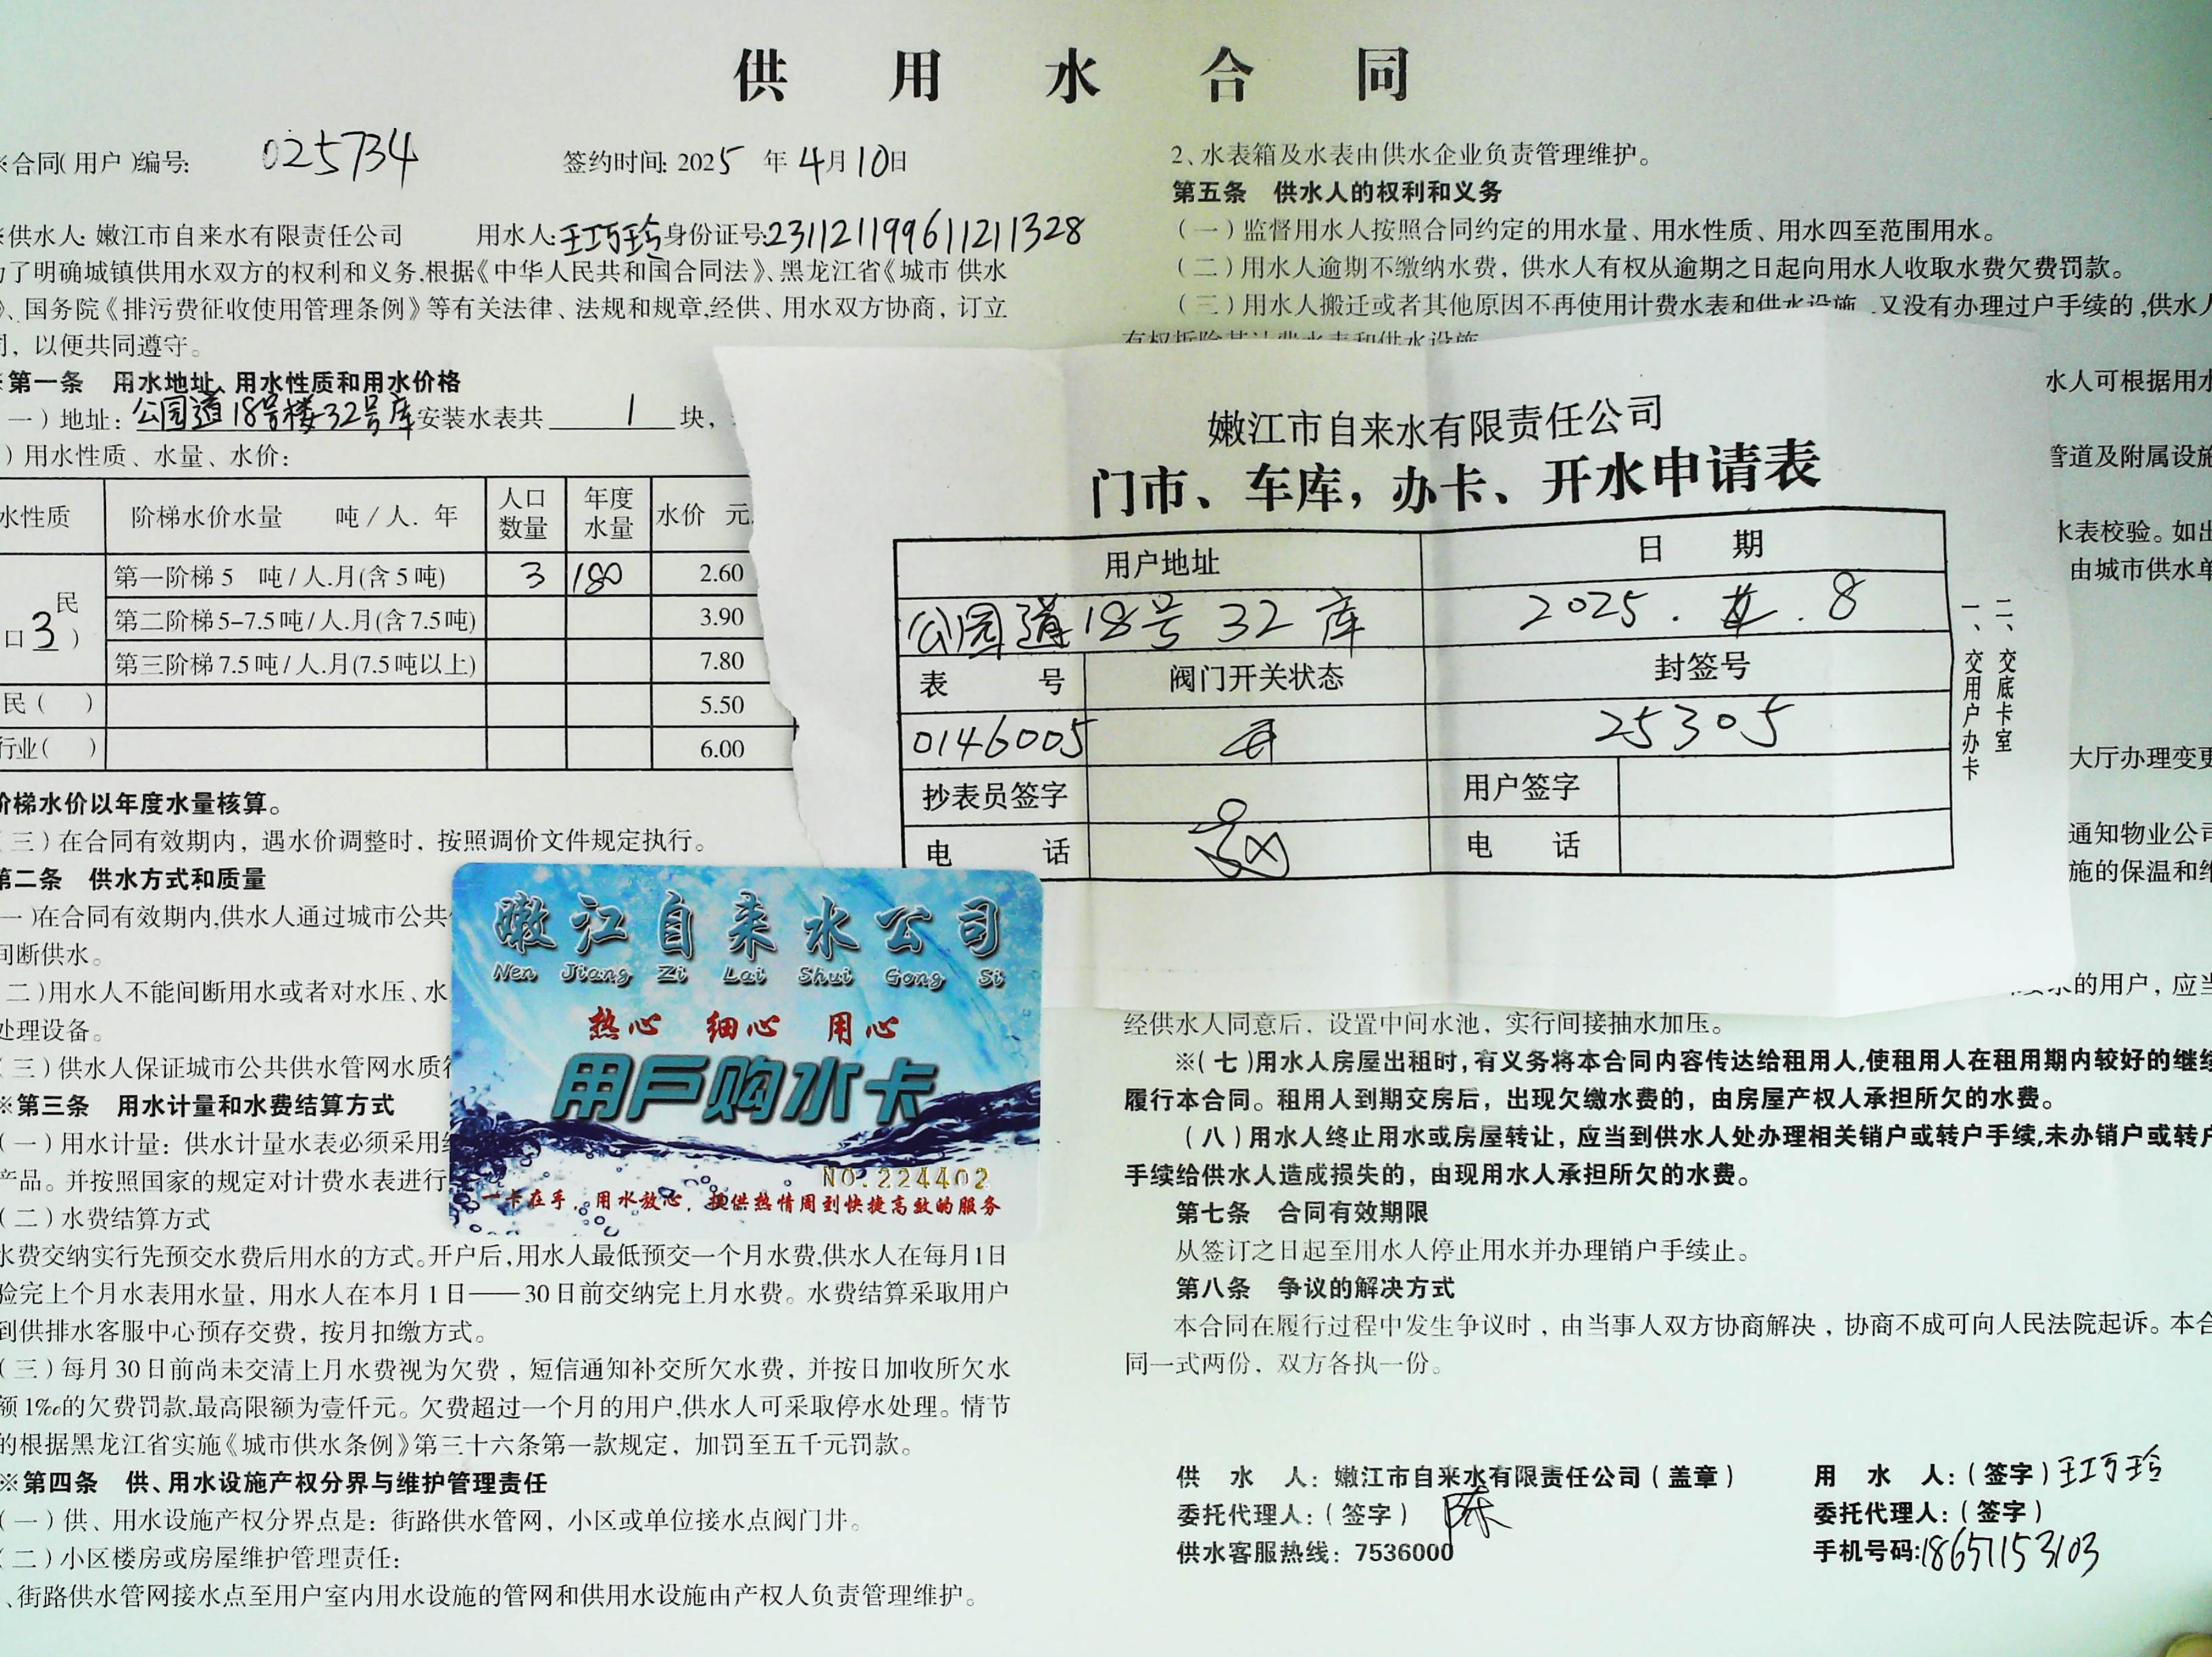 供用水合同
※合同(用户)编号: 025734 签约时间: 2025 年 4月10日
※供水人: 嫩江市自来水有限责任公司 用水人: 王巧玲 身份证号: 231121199611211328
了明确城镇供用水双方的权利和义务,根据《中华人民共和国合同法》、黑龙江省《城市 供水
》、国务院《排污费征收使用管理条例》等有关法律、法规和规章,经供、用水双方协商，订立
，以便共同遵守。
※第一条 用水地址、用水性质和用水价格
一）地址：公园道18号楼32号库安装水表共 1 块，
）用水性质、水量、水价：
水性质 阶梯水价水量 吨/人. 年 人口数量 年度水量 水价 元
民
口 3 ）
第一阶梯 5 吨/人.月(含 5 吨) 3 180 2.60
第二阶梯 5-7.5 吨/人.月(含 7.5 吨) 3.90
第三阶梯 7.5 吨/人.月(7.5 吨以上) 7.80
民（ ） 5.50
行业( ) 6.00
阶梯水价以年度水量核算。
三）在合同有效期内，遇水价调整时，按照调价文件规定执行。
第二条 供水方式和质量
一)在合同有效期内,供水人通过城市公共
间断供水。
二)用水人不能间断用水或者对水压、水
处理设备。
(三)供水人保证城市公共供水管网水质
※第三条 用水计量和水费结算方式
(一)用水计量：供水计量水表必须采用
产品。并按照国家的规定对计费水表进行
(二)水费结算方式
水费交纳实行先预交水费后用水的方式。开户后,用水人最低预交一个月水费,供水人在每月1日
验完上个月水表用水量，用水人在本月 1 日——30 日前交纳完上月水费。水费结算采取用户
到供排水客服中心预存交费，按月扣缴方式。
(三)每月 30 日前尚未交清上月水费视为欠费，短信通知补交所欠水费，并按日加收所欠水
额 1‰的欠费罚款,最高限额为壹仟元。欠费超过一个月的用户,供水人可采取停水处理。情节
的根据黑龙江省实施《城市供水条例》第三十六条第一款规定，加罚至五千元罚款。
※第四条 供、用水设施产权分界与维护管理责任
(一)供、用水设施产权分界点是：街路供水管网，小区或单位接水点阀门井。
(二)小区楼房或房屋维护管理责任：
、街路供水管网接水点至用户室内用水设施的管网和供用水设施由产权人负责管理维护。
2、水表箱及水表由供水企业负责管理维护。
第五条 供水人的权利和义务
(一)监督用水人按照合同约定的用水量、用水性质、用水四至范围用水。
(二)用水人逾期不缴纳水费，供水人有权从逾期之日起向用水人收取水费欠费罚款。
(三)用水人搬迁或者其他原因不再使用计费水表和供水设施，又没有办理过户手续的,供水人
有权拆除其计费水表和供水设施
水人可根据用水
管道及附属设施
水表校验。如出
由城市供水单
大厅办理变更
通知物业公司
施的保温和维
嫩江市自来水有限责任公司
门市、车库，办卡、开水申请表
用户地址 日期
公园道18号 32 库 2025. . 8
表号 阀门开关状态 封签号
0146005 25305
抄表员签字 用户签字
电话 电话
一、交用户办卡
二、交底卡室
嫩江自来水公司
Nen Jiang Zi Lai Shui Gong Si
热心 细心 用心
用户购水卡
NO.224402
一卡在手，用水放心，提供热情周到快捷高效的服务
水的用户，应当
经供水人同意后，设置中间水池，实行间接抽水加压。
※(七)用水人房屋出租时,有义务将本合同内容传达给租用人,使租用人在租用期内较好的继续
履行本合同。租用人到期交房后，出现欠缴水费的，由房屋产权人承担所欠的水费。
(八)用水人终止用水或房屋转让，应当到供水人处办理相关销户或转户手续,未办销户或转户
手续给供水人造成损失的，由现用水人承担所欠的水费。
第七条 合同有效期限
从签订之日起至用水人停止用水并办理销户手续止。
第八条 争议的解决方式
本合同在履行过程中发生争议时，由当事人双方协商解决，协商不成可向人民法院起诉。本合
同一式两份，双方各执一份。
供水人：嫩江市自来水有限责任公司(盖章) 用水人：(签字) 王巧玲
委托代理人：(签字) 陈 委托代理人：(签字)
供水客服热线：7536000 手机号码:18657153103